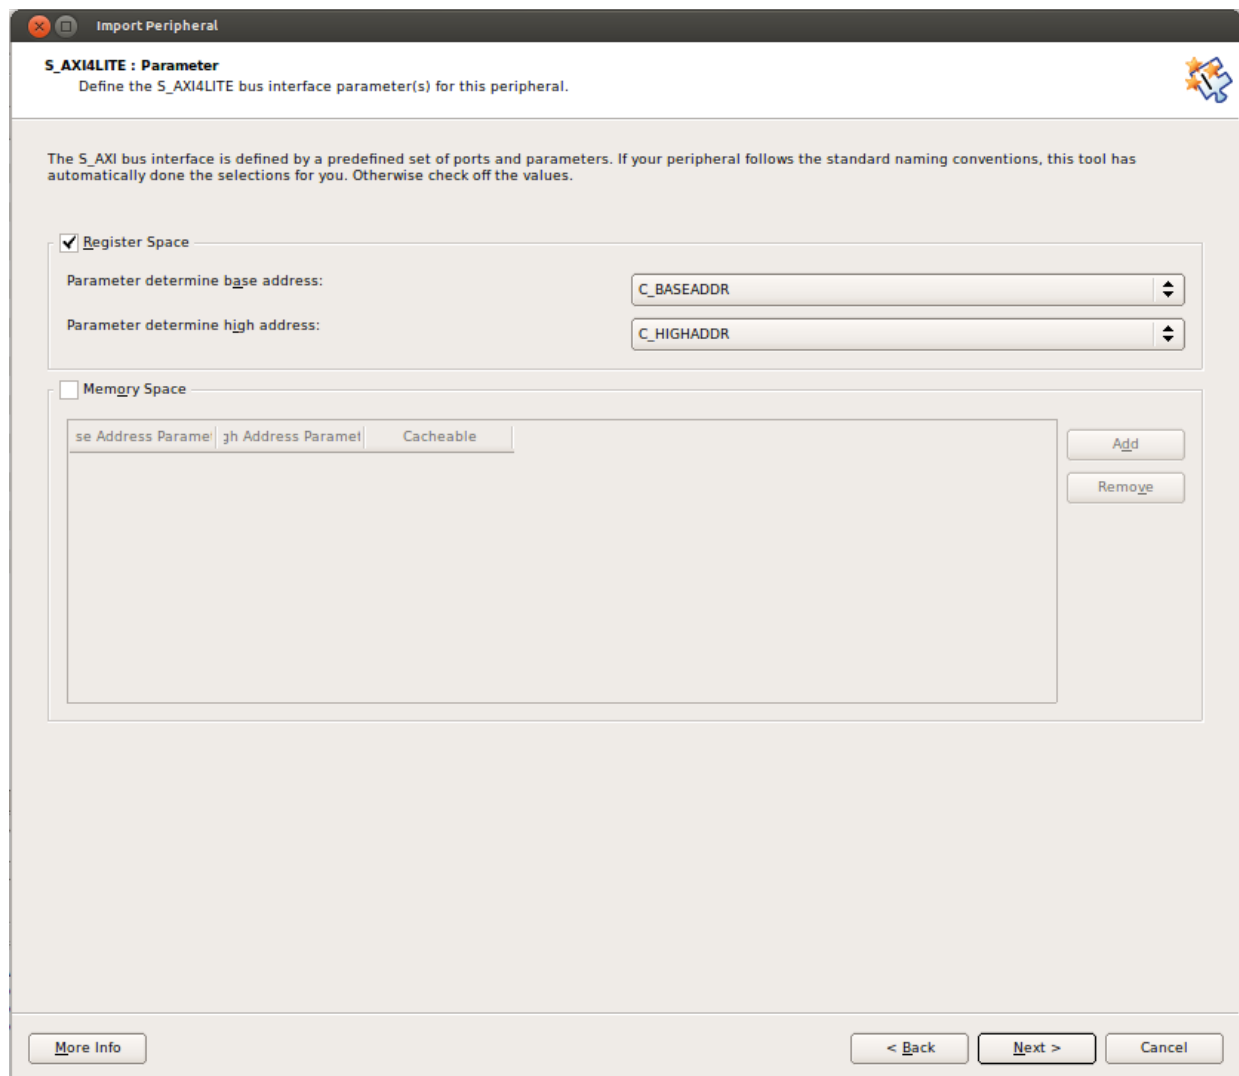 Import Peripheral
S_AXI4LITE : Parameter
Define the S_AXI4LITE bus interface parameter(s) for this peripheral.
The S_AXI bus interface is defined by a predefined set of ports and parameters. If your peripheral follows the standard naming conventions, this tool has
automatically done the selections for you. Otherwise check off the values.
Register Space
Parameter determine base address:
C_BASEADDR
Parameter determine high address:
C_HIGHADDR
Memory Space
se Address Paramet gh Address Paramet Cacheable
Add
Remove
More Info
< Back Next > Cancel